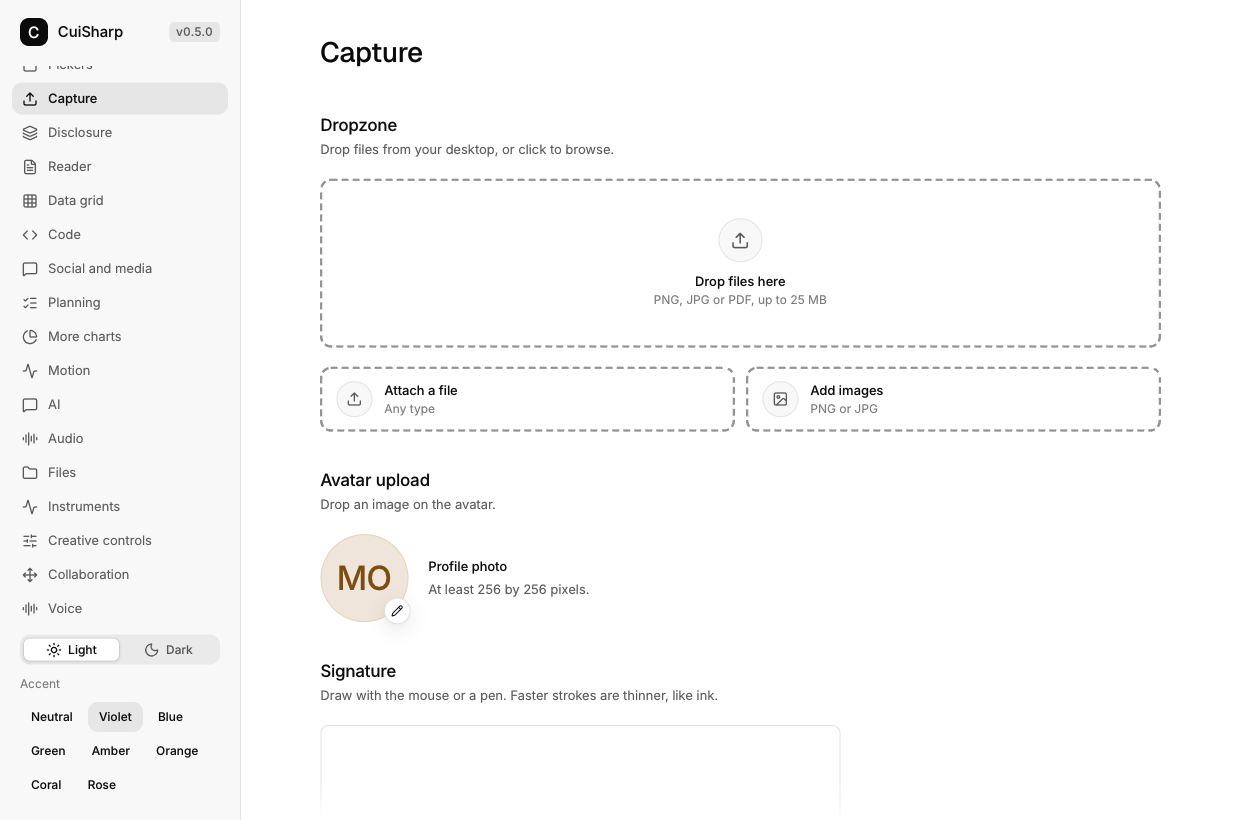 C CuiSharp v0.5.0
Pickers
Capture
Disclosure
Reader
Data grid
Code
Social and media
Planning
More charts
Motion
AI
Audio
Files
Instruments
Creative controls
Collaboration
Voice
Light Dark
Accent
Neutral Violet Blue
Green Amber Orange
Coral Rose
Capture
Dropzone
Drop files from your desktop, or click to browse.
Drop files here
PNG, JPG or PDF, up to 25 MB
Attach a file
Any type
Add images
PNG or JPG
Avatar upload
Drop an image on the avatar.
MO
Profile photo
At least 256 by 256 pixels.
Signature
Draw with the mouse or a pen. Faster strokes are thinner, like ink.